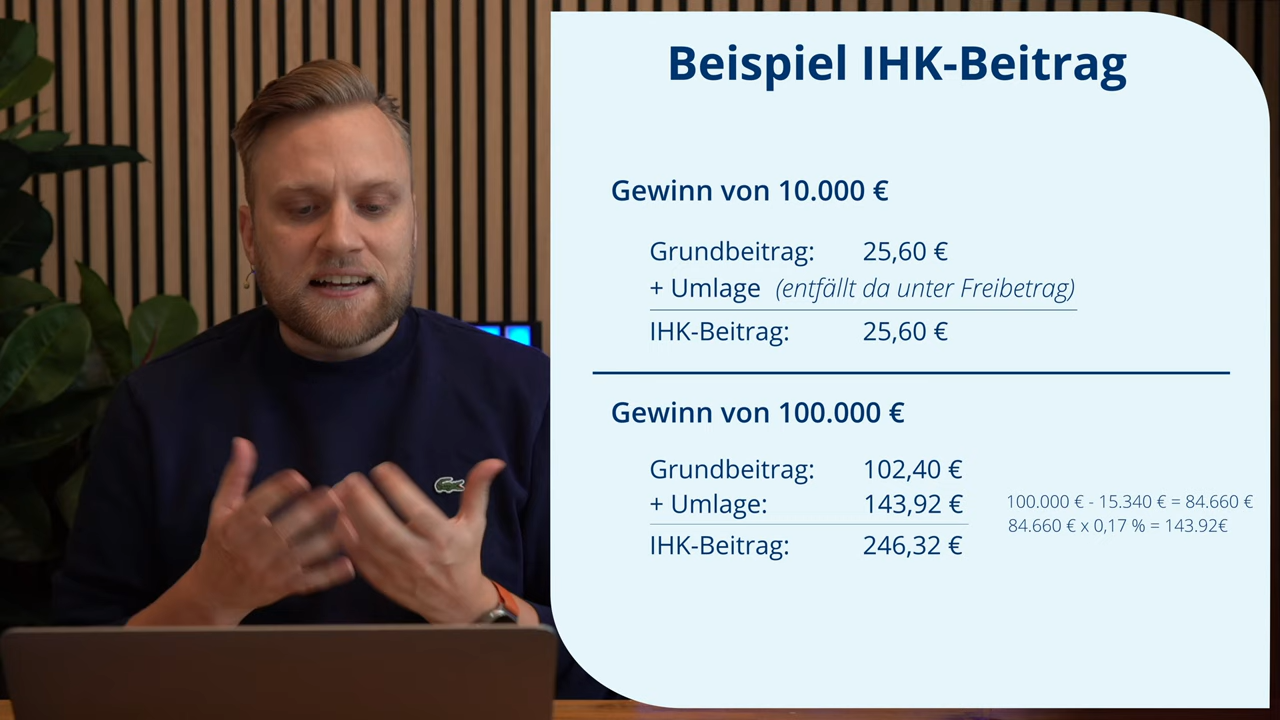 Beispiel IHK-Beitrag
Gewinn von 10.000 €
Grundbeitrag: 25,60 €
+ Umlage (entfällt da unter Freibetrag)
IHK-Beitrag: 25,60 €
Gewinn von 100.000 €
Grundbeitrag: 102,40 €
+ Umlage: 143,92 €
100.000 € - 15.340 € = 84.660 €
84.660 € x 0,17 % = 143.92€
IHK-Beitrag: 246,32 €